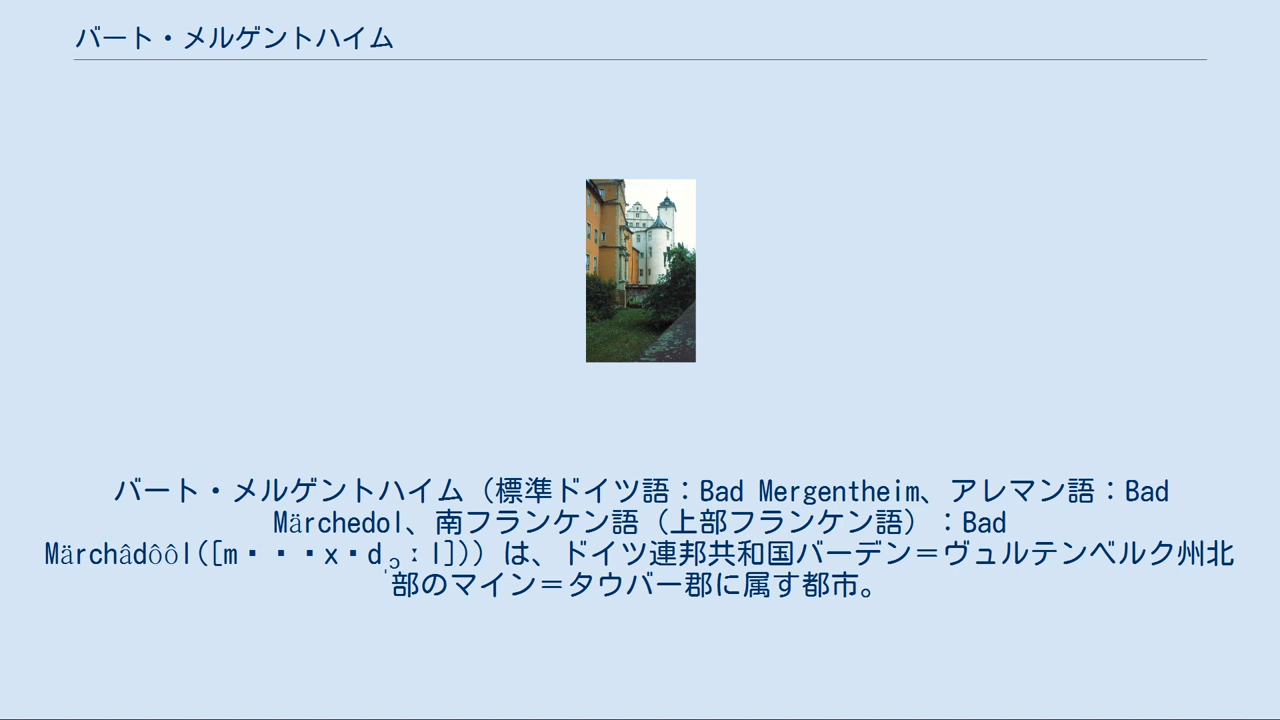 バート・メルゲントハイム
バート・メルゲントハイム（標準ドイツ語：Bad Mergentheim、アレマン語：Bad
Märchedol、南フランケン語（上部フランケン語）：Bad
Märchâdôôl([m・・・x・d̩ɔːl])）は、ドイツ連邦共和国バーデン＝ヴュルテンベルク州北
部のマイン＝タウバー郡に属す都市。